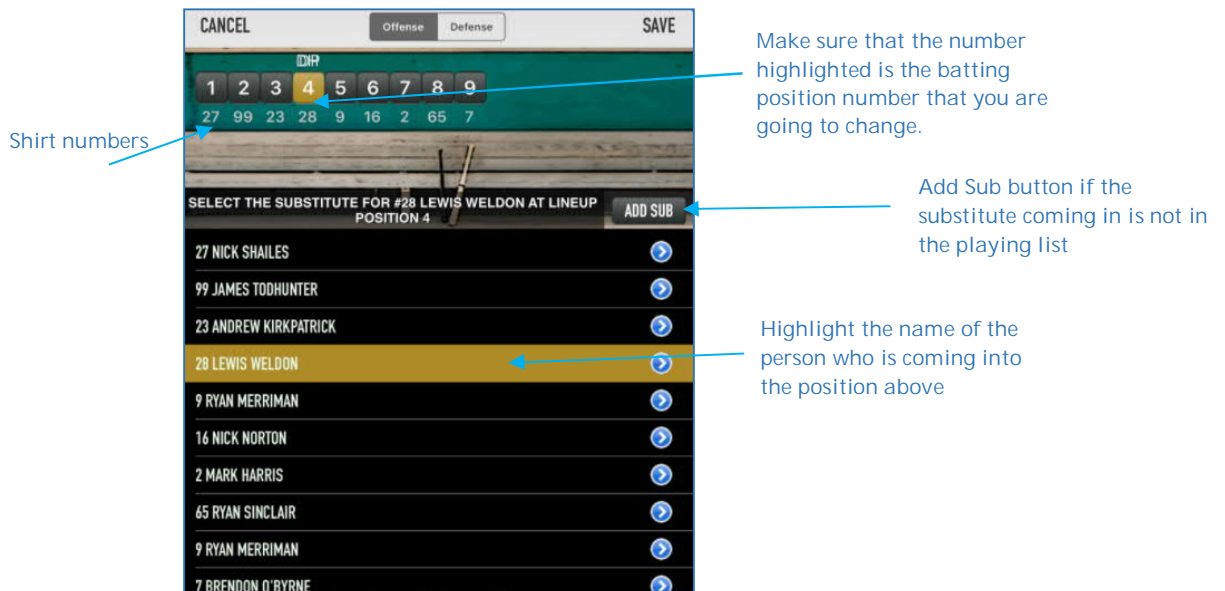 CANCEL Offense Defense SAVE
1 2 3 4 5 6 7 8 9
27 99 23 28 9 16 2 65 7
Shirt numbers
Make sure that the number
highlighted is the batting
position number that you are
going to change.
SELECT THE SUBSTITUTE FOR #28 LEWIS WELDON AT LINEUP
POSITION 4
ADD SUB
Add Sub button if the
substitute coming in is not in
the playing list
27 NICK SHAILES
99 JAMES TODHUNTER
23 ANDREW KIRKPATRICK
28 LEWIS WELDON
Highlight the name of the
person who is coming into
the position above
9 RYAN MERRIMAN
16 NICK NORTON
2 MARK HARRIS
65 RYAN SINCLAIR
9 RYAN MERRIMAN
7 BRENDON O'BYRNE